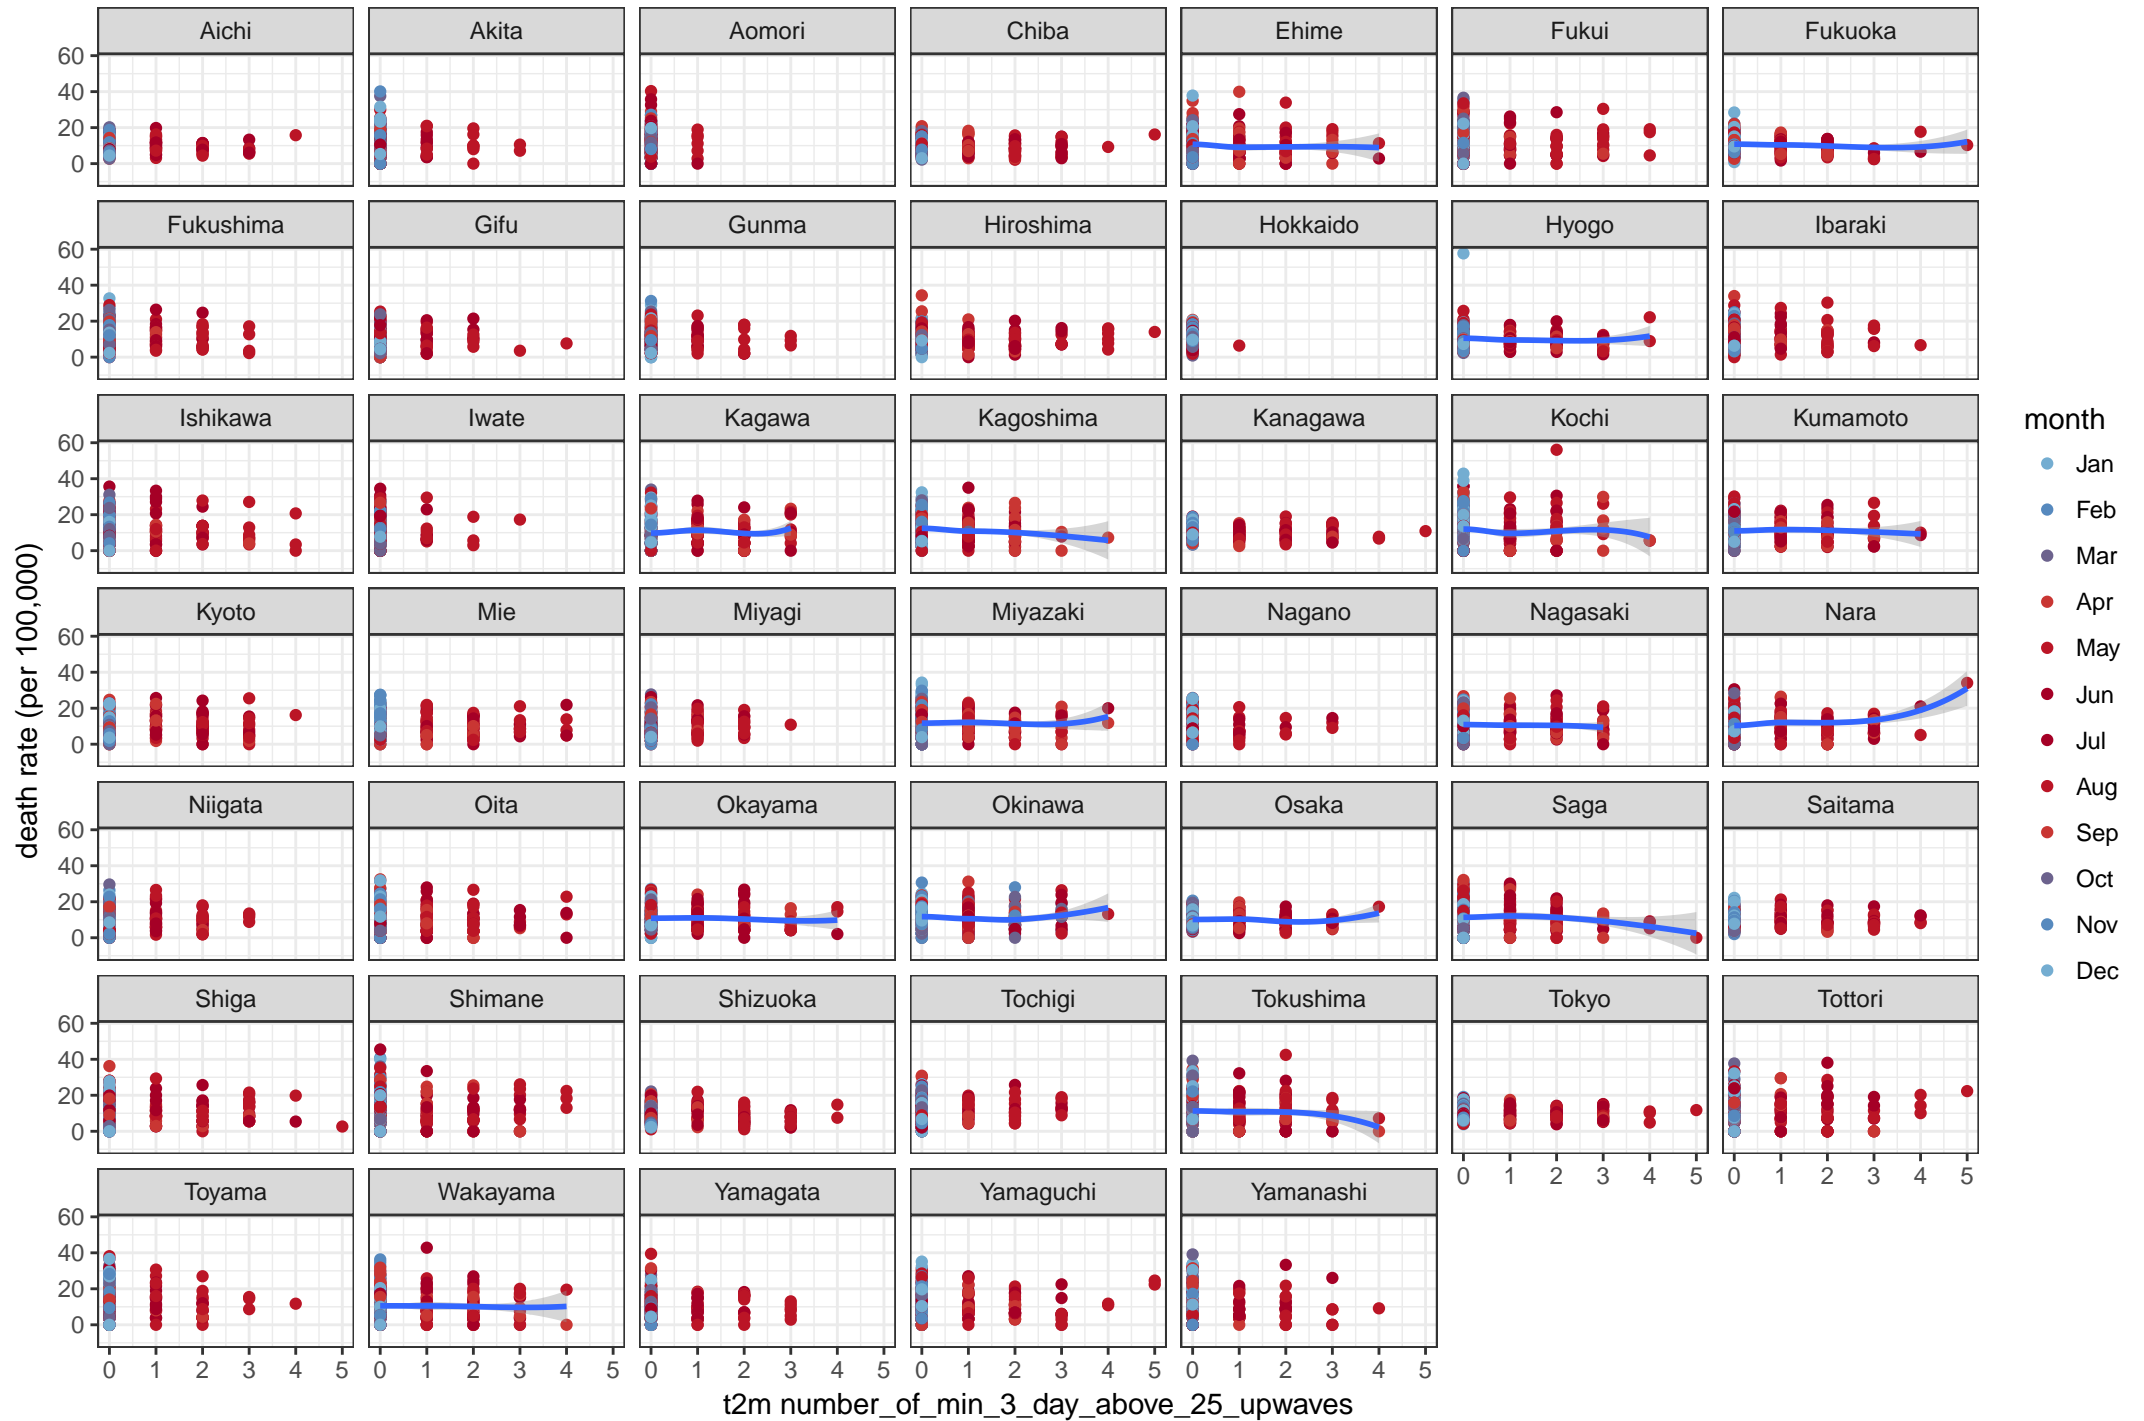 Aichi Akita Aomori Chiba Ehime Fukui Fukuoka
60
40
20
0
Fukushima Gifu Gunma Hiroshima Hokkaido Hyogo Ibaraki
60
40
20
0
Ishikawa Iwate Kagawa Kagoshima Kanagawa Kochi Kumamoto
60
40
20
0
Kyoto Mie Miyagi Miyazaki Nagano Nagasaki Nara
60
40
20
0
Niigata Oita Okayama Okinawa Osaka Saga Saitama
60
40
20
0
Shiga Shimane Shizuoka Tochigi Tokushima Tokyo Tottori
60
40
20
0
0 1 2 3 4 5 0 1 2 3 4 5
Toyama Wakayama Yamagata Yamaguchi Yamanashi
60
40
20
0
0 1 2 3 4 5 0 1 2 3 4 5 0 1 2 3 4 5 0 1 2 3 4 5 0 1 2 3 4 5
t2m number_of_min_3_day_above_25_upwaves
death rate (per 100,000)
month
Jan
Feb
Mar
Apr
May
Jun
Jul
Aug
Sep
Oct
Nov
Dec